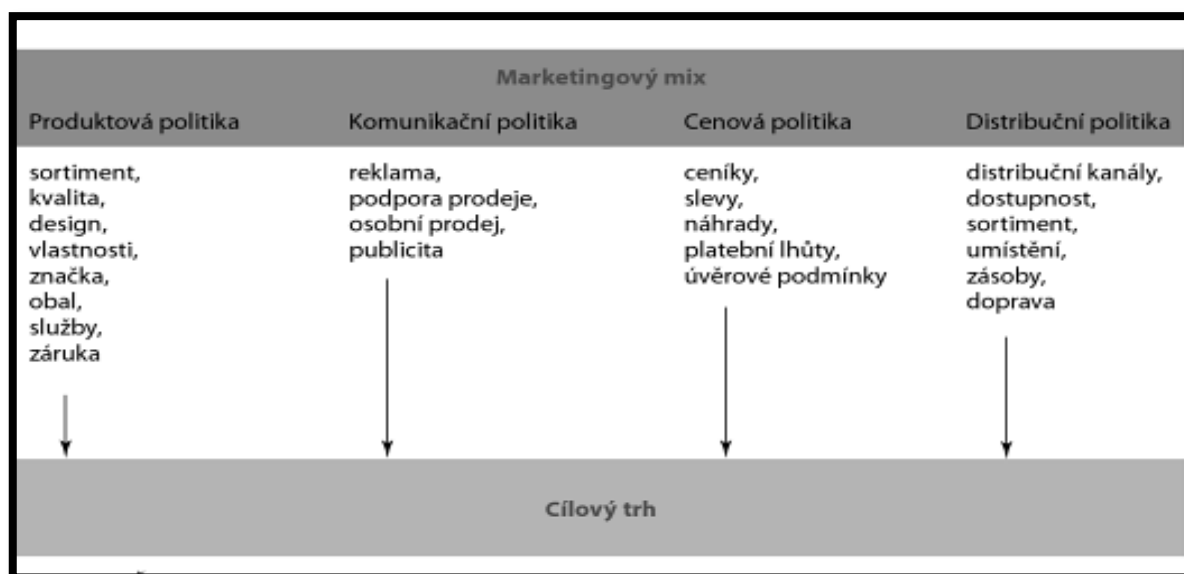 Marketingový mix
Produktová politika
Komunikační politika
Cenová politika
Distribuční politika
sortiment,
kvalita,
design,
vlastnosti,
značka,
obal,
služby,
záruka
reklama,
podpora prodeje,
osobní prodej,
publicita
ceníky,
slevy,
náhrady,
platební lhůty,
úvěrové podmínky
distribuční kanály,
dostupnost,
sortiment,
umístění,
zásoby,
doprava
Cílový trh